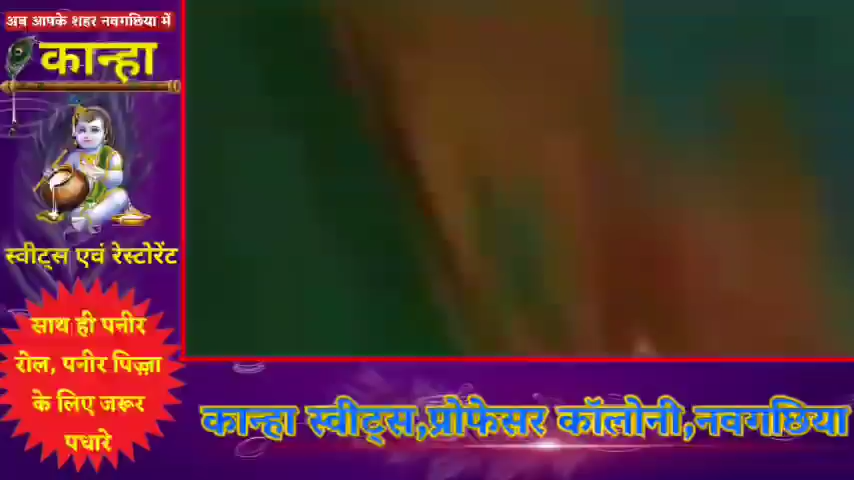 अब आपके शहर नवगछिया में
कान्हा
स्वीट्स एवं रेस्टोरेंट
साथ ही पनीर
रोल, पनीर पिज़्ज़ा
के लिए जरूर
पधारे
कान्हा स्वीट्स,प्रोफेसर कॉलोनी,नवगछिया